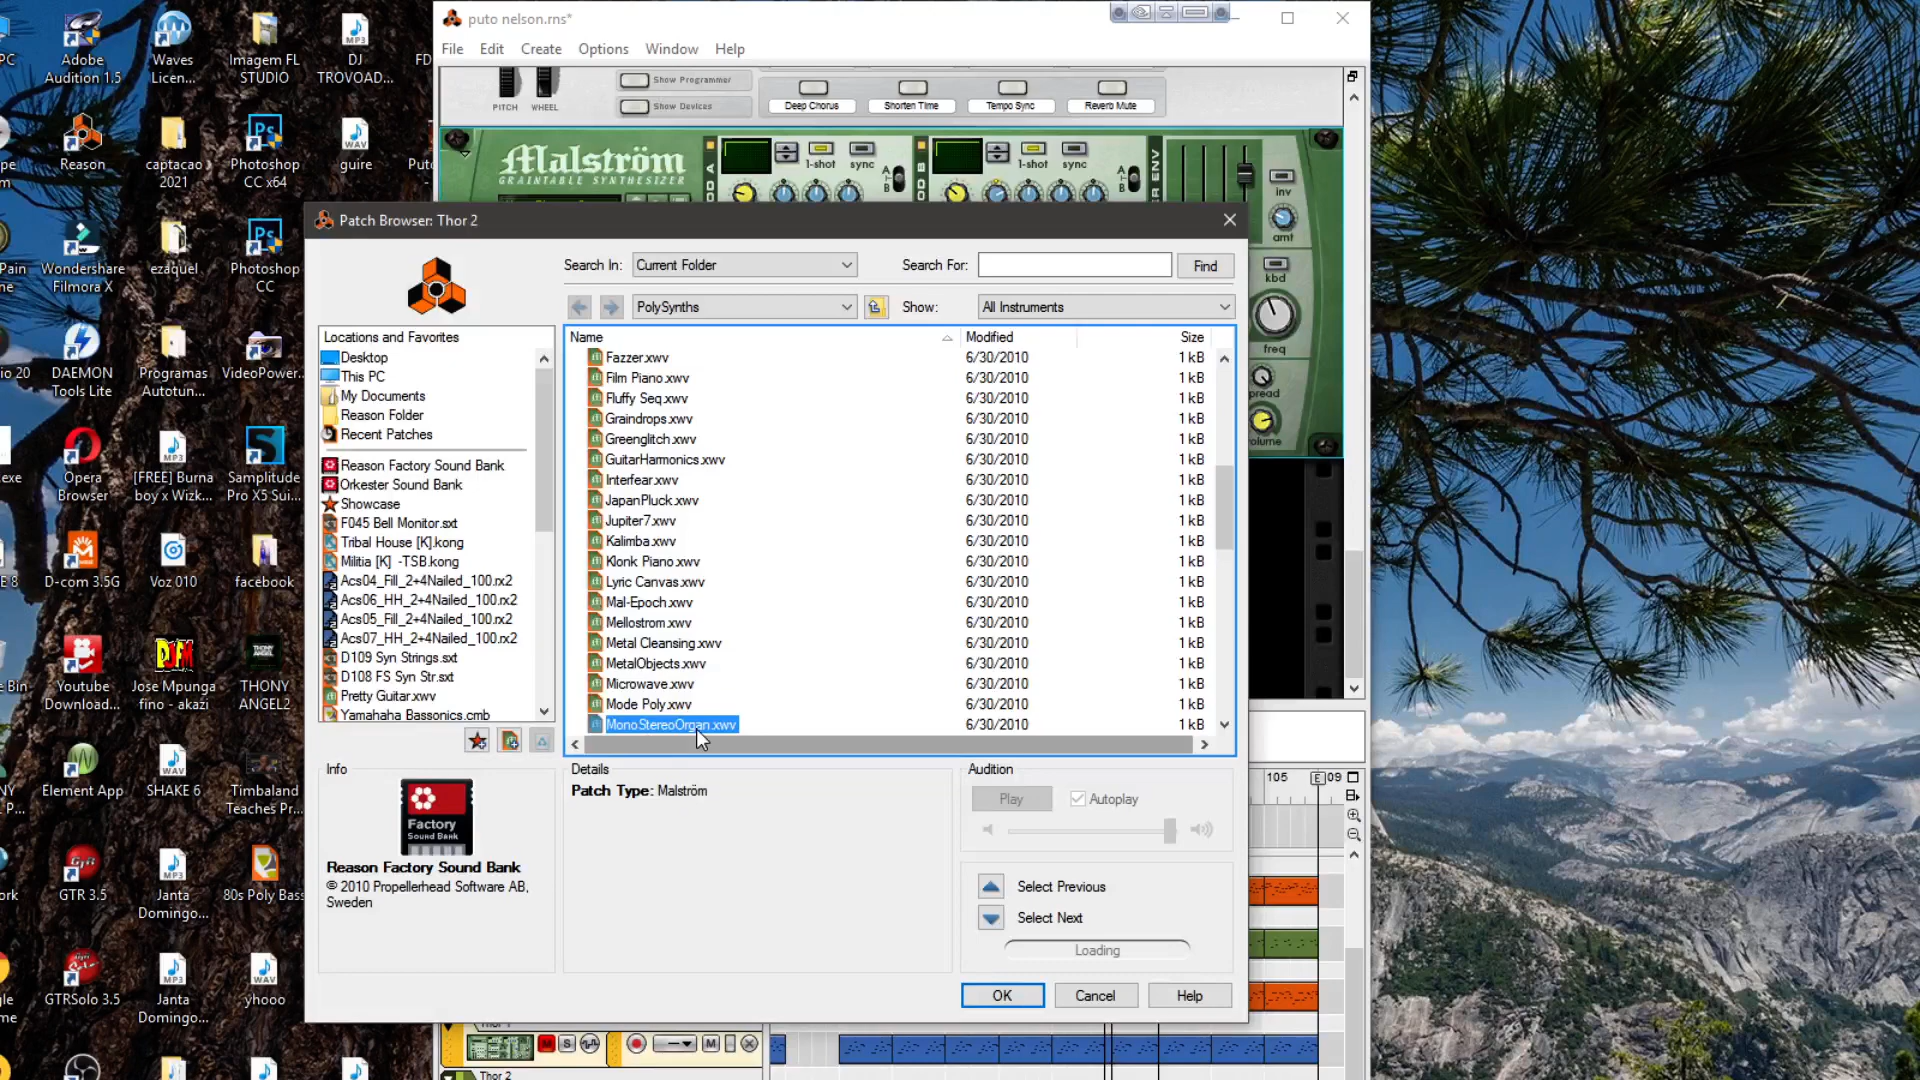 PC
Adobe
Audition 1.5
Waves
Licen...
Imagem FL
STUDIO
DJ
TROVOAD...
FD
Reason
captacao
2021
Photoshop
CC x64
guire
Wondershare
Filmora X
ezaquel
Photoshop
CC
DAEMON
Tools Lite
Programas
Autotun...
VideoPower...
Opera
Browser
[FREE] Burna
boy x Wizk...
Samplitude
Pro X5 Sui...
D-com 3.5G
Voz 010
facebook
Youtube
Download...
Jose Mpunga
fino - akaži
THONY
ANGEL2
Element App
SHAKE 6
Timbaland
Teaches Pr...
GTR 3.5
Janta
Domingo...
80s Poly Bass
GTRSolo 3.5
Janta
Domingo...
yhooo
puto nelson.rns*
File Edit Create Options Window Help
PITCH WHEEL
Show Programmer
Show Devices
Deep Chorus Shorten Time Tempo Sync Reverb Mute
Malström
GRAINTABLE SYNTHESIZER
1-shot sync A B
1-shot sync A B
inv
amt
kbd
freq
spread
volume
Patch Browser: Thor 2
Search In: Current Folder Search For: Find
PolySynths Show: All Instruments
Locations and Favorites
Desktop
This PC
My Documents
Reason Folder
Recent Patches
Reason Factory Sound Bank
Orkester Sound Bank
Showcase
F045 Bell Monitor.sxt
Tribal House [K].kong
Militia [K] -TSB.kong
Acs04_Fill_2+4Nailed_100.rx2
Acs06_HH_2+4Nailed_100.rx2
Acs05_Fill_2+4Nailed_100.rx2
Acs07_HH_2+4Nailed_100.rx2
D109 Syn Strings.sxt
D108 FS Syn Str.sxt
Pretty Guitar.xwv
Yamahaha Bassonics.cmb
Name Modified Size
Fazzer.xwv 6/30/2010 1 kB
Film Piano.xwv 6/30/2010 1 kB
Fluffy Seq.xwv 6/30/2010 1 kB
Graindrops.xwv 6/30/2010 1 kB
Greenglitch.xwv 6/30/2010 1 kB
GuitarHarmonics.xwv 6/30/2010 1 kB
Interfear.xwv 6/30/2010 1 kB
JapanPluck.xwv 6/30/2010 1 kB
Jupiter7.xwv 6/30/2010 1 kB
Kalimba.xwv 6/30/2010 1 kB
Klonk Piano.xwv 6/30/2010 1 kB
Lyric Canvas.xwv 6/30/2010 1 kB
Mal-Epoch.xwv 6/30/2010 1 kB
Mellostrom.xwv 6/30/2010 1 kB
Metal Cleansing.xwv 6/30/2010 1 kB
MetalObjects.xwv 6/30/2010 1 kB
Microwave.xwv 6/30/2010 1 kB
Mode Poly.xwv 6/30/2010 1 kB
MonoStereoOrgan.xwv 6/30/2010 1 kB
Info
Factory
Sound Bank
Reason Factory Sound Bank
© 2010 Propellerhead Software AB,
Sweden
Details
Patch Type: Malström
Audition
Play Autoplay
Select Previous
Select Next
Loading
OK Cancel Help
105 E 09
M S M
Thor 2